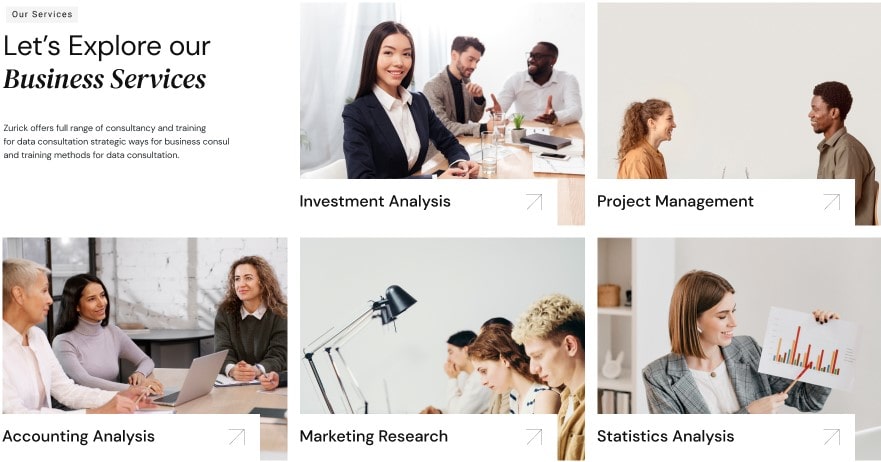 Our Services
Let’s Explore our
Business Services
Zurick offers full range of consultancy and training
for data consultation strategic ways for business consul
and training methods for data consultation.
Investment Analysis
Project Management
Accounting Analysis
Marketing Research
Statistics Analysis